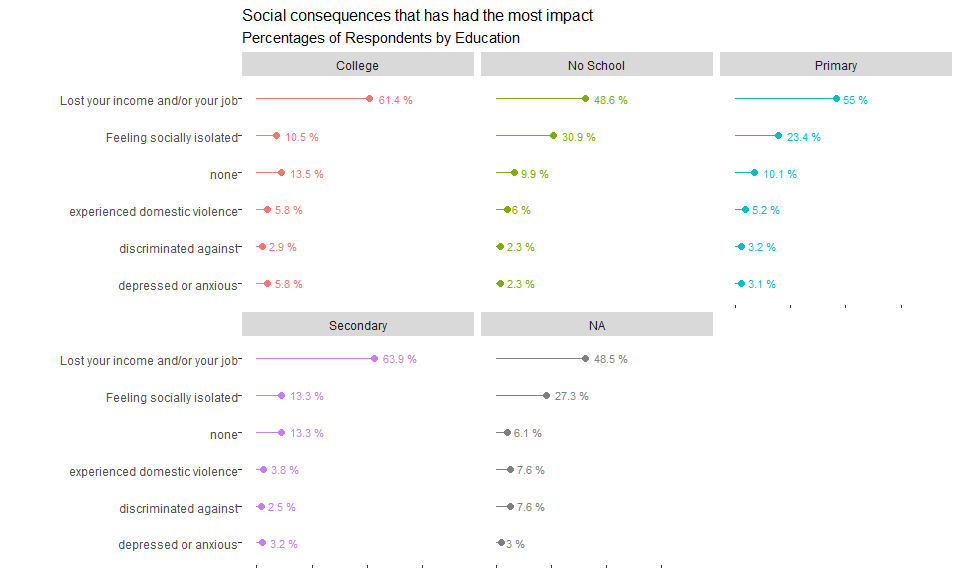 Social consequences that has had the most impact
Percentages of Respondents by Education
College
No School
Primary
Lost your income and/or your job
61.4 %
48.6 %
55 %
Feeling socially isolated
10.5 %
30.9 %
23.4 %
none
13.5 %
9.9 %
10.1 %
experienced domestic violence
5.8 %
6 %
5.2 %
discriminated against
2.9 %
2.3 %
3.2 %
depressed or anxious
5.8 %
2.3 %
3.1 %
Secondary
NA
Lost your income and/or your job
63.9 %
48.5 %
Feeling socially isolated
13.3 %
27.3 %
none
13.3 %
6.1 %
experienced domestic violence
3.8 %
7.6 %
discriminated against
2.5 %
7.6 %
depressed or anxious
3.2 %
3 %